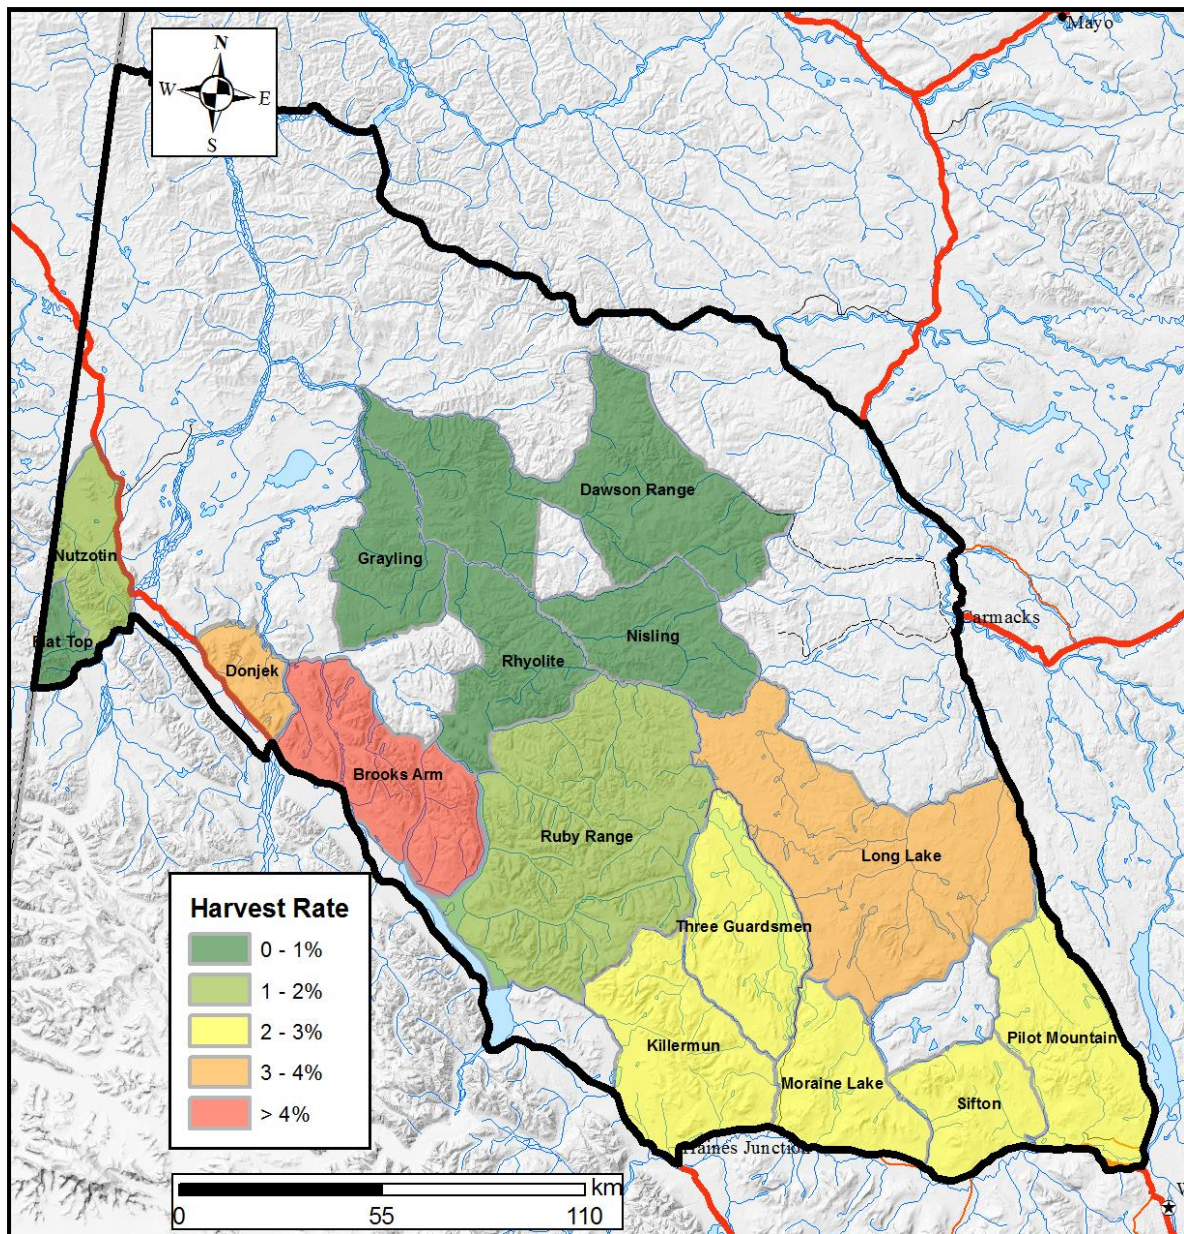 Mayo
N
W
E
S
Dawson Range
Nutzotin
Grayling
Carmacks
Nisling
Flat Top
Rhyolite
Donjek
Brooks Arm
Ruby Range
Long Lake
Harvest Rate
0 - 1%
1 - 2%
2 - 3%
3 - 4%
> 4%
Three Guardsmen
Killermun
Pilot Mountain
Moraine Lake
Sifton
Haines Junction
km
0
55
110
W